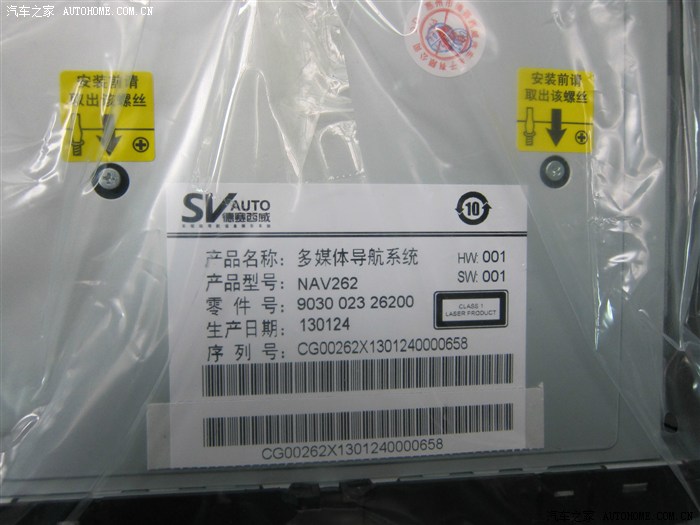 汽车之家 AUTOHOME.COM.CN
安装前请
取出该螺丝
安装前请
取出该螺丝
SV AUTO
德赛西威
10
产品名称: 多媒体导航系统 HW: 001
产品型号: NAV262 SW: 001
零 件 号: 9030 023 26200
CLASS 1
LASER PRODUCT
生产日期: 130124
序 列 号: CG00262X1301240000658
CG00262X1301240000658
汽车之家 AUTOHOME.COM.CN